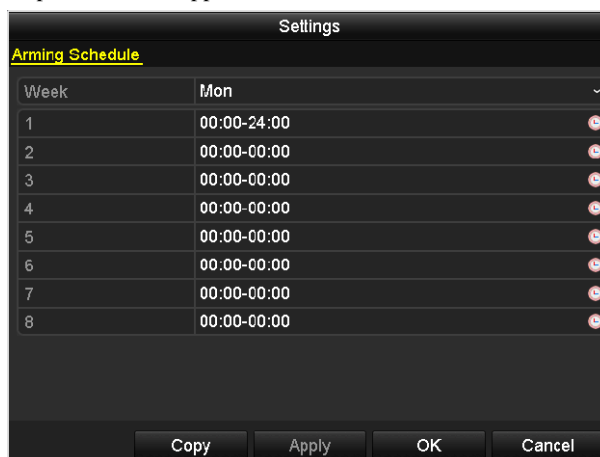 Settings
Arming Schedule
Week Mon
1 00:00-24:00
2 00:00-00:00
3 00:00-00:00
4 00:00-00:00
5 00:00-00:00
6 00:00-00:00
7 00:00-00:00
8 00:00-00:00
Copy Apply OK Cancel